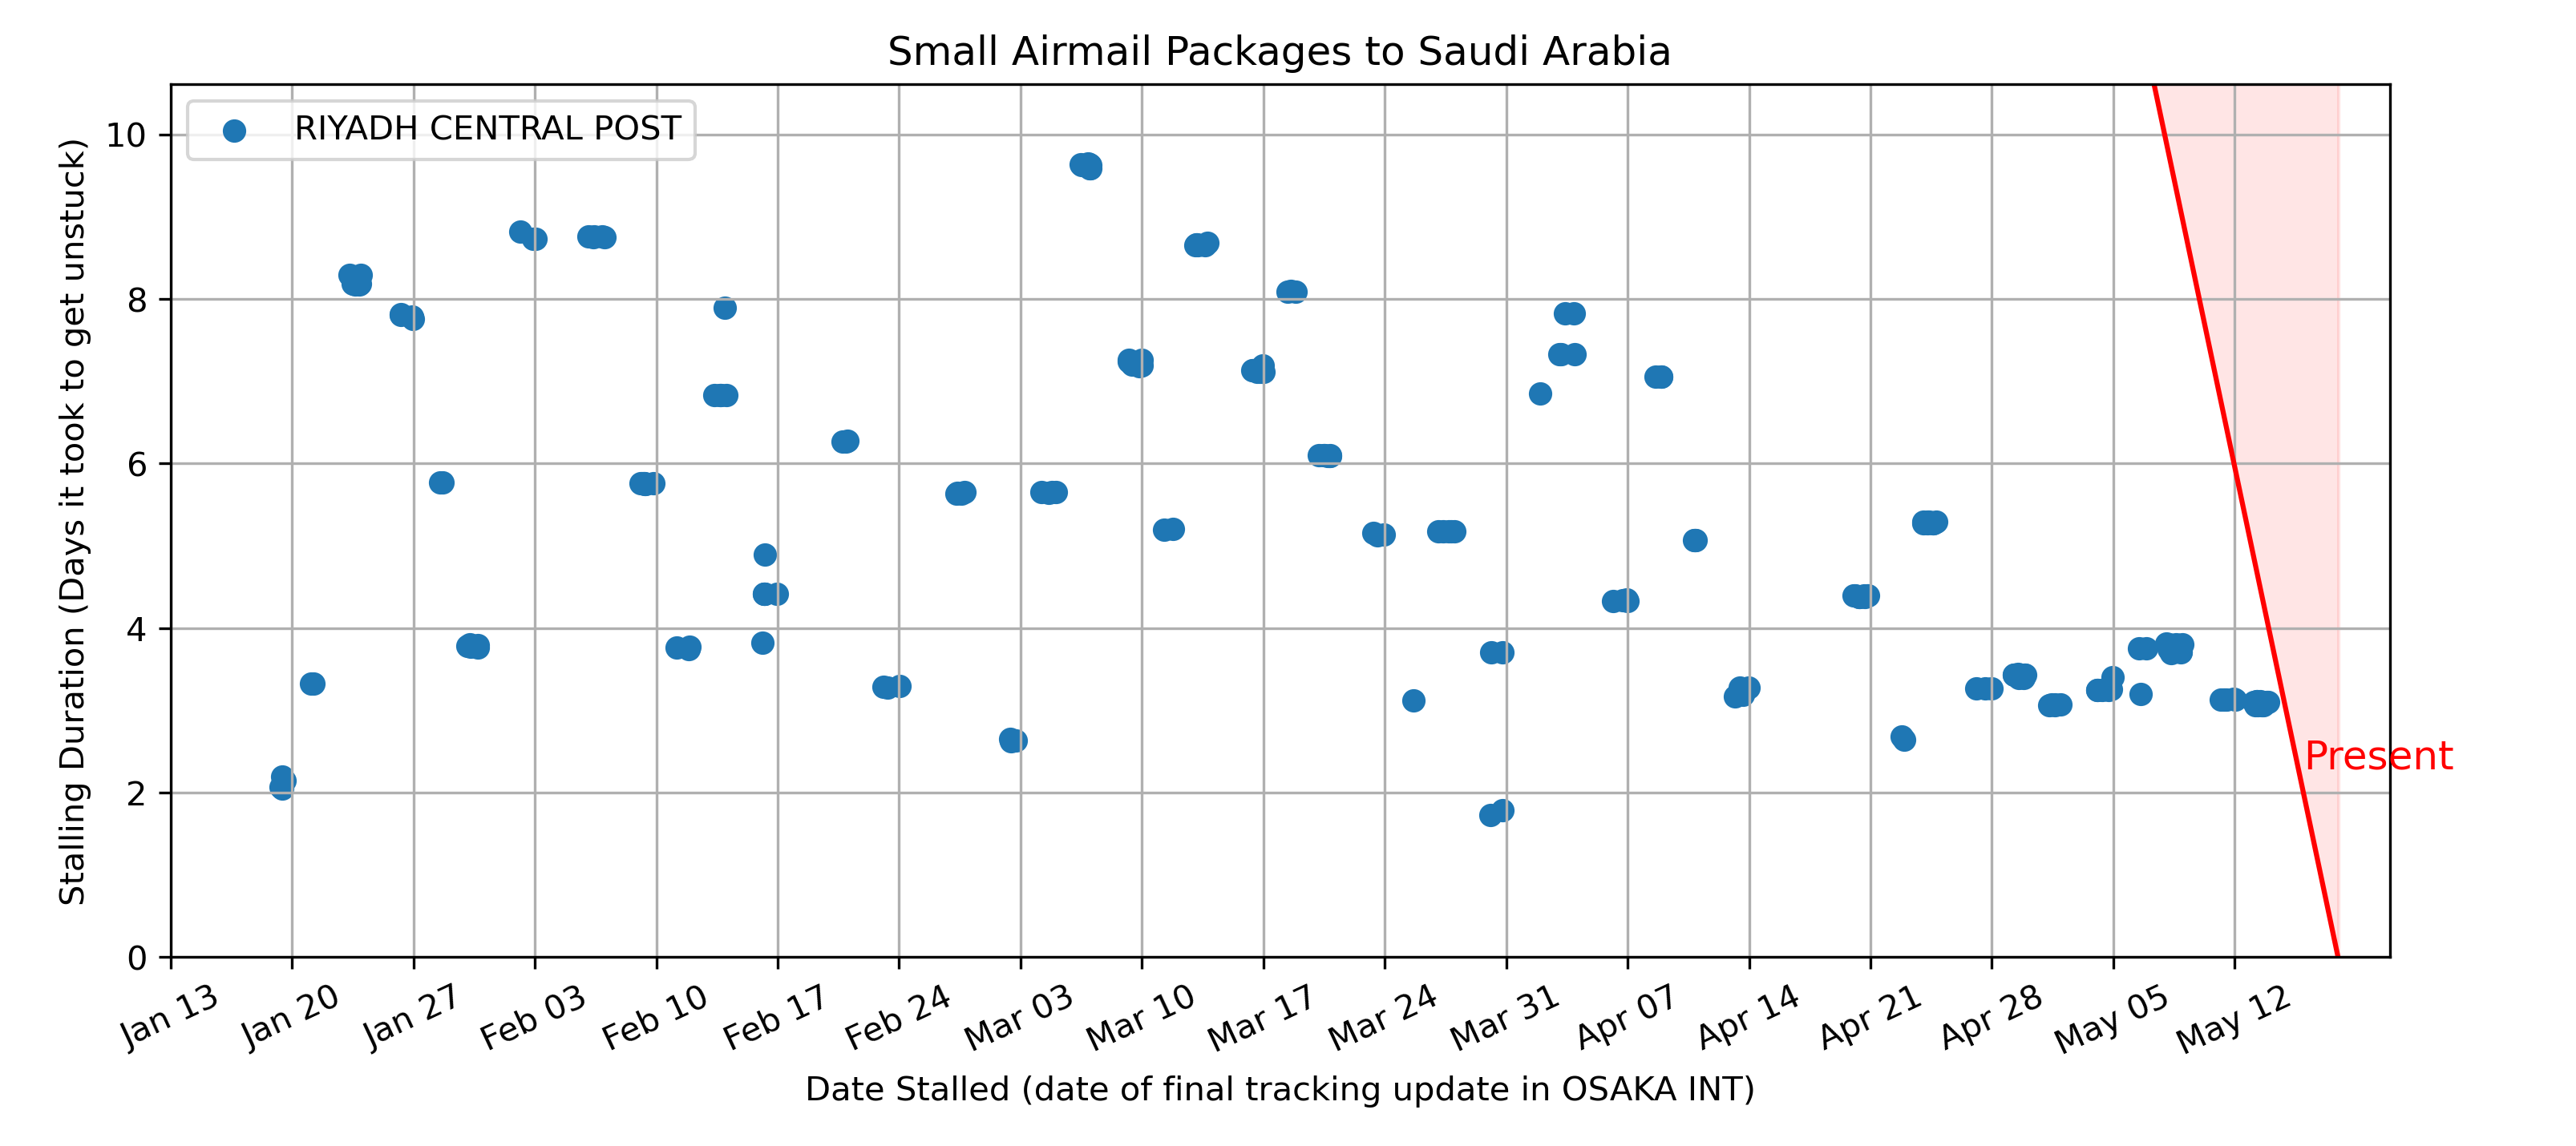 Small Airmail Packages to Saudi Arabia
RIYADH CENTRAL POST
Stalling Duration (Days it took to get unstuck)
10
8
6
4
2
0
Present
Jan 13 Jan 20 Jan 27 Feb 03 Feb 10 Feb 17 Feb 24 Mar 03 Mar 10 Mar 17 Mar 24 Mar 31 Apr 07 Apr 14 Apr 21 Apr 28 May 05 May 12
Date Stalled (date of final tracking update in OSAKA INT)